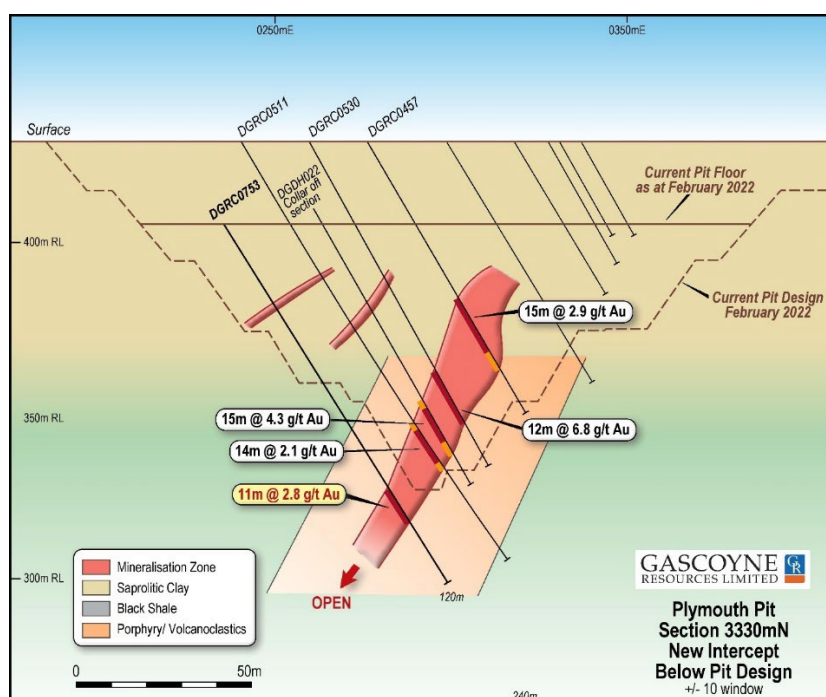 0250mE
0350mE
Surface
DGRC0511
DGRC0530
DGRC0457
DGRC0753
DGDH022
Collar off
section
Current Pit Floor
as at February 2022
400m RL
Current Pit Design
February 2022
15m @ 2.9 g/t Au
350m RL
15m @ 4.3 g/t Au
12m @ 6.8 g/t Au
14m @ 2.1 g/t Au
11m @ 2.8 g/t Au
300m RL
OPEN
120m
Mineralisation Zone
Saprolitic Clay
Black Shale
Porphyry/ Volcanoclastics
0
50m
GASCOYNE
RESOURCES LIMITED
GR
Plymouth Pit
Section 3330mN
New Intercept
Below Pit Design
+/- 10 window
240m